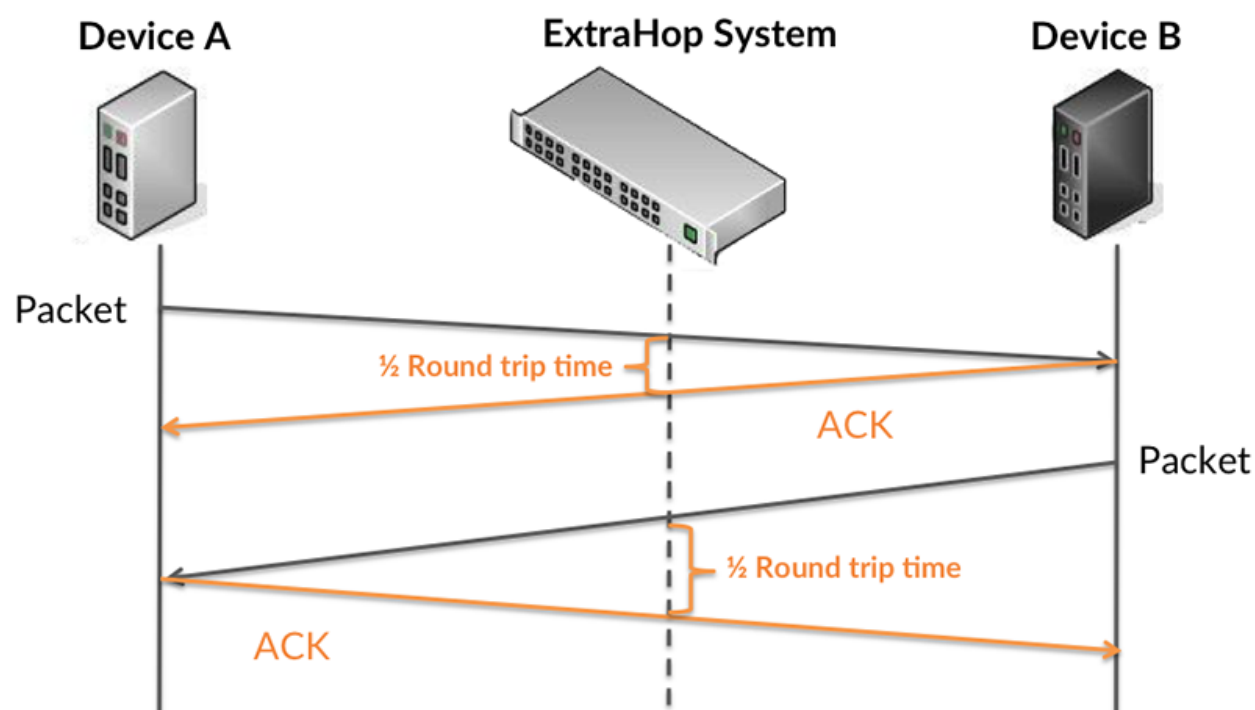 Device A
ExtraHop System
Device B
Packet
½ Round trip time
ACK
Packet
½ Round trip time
ACK